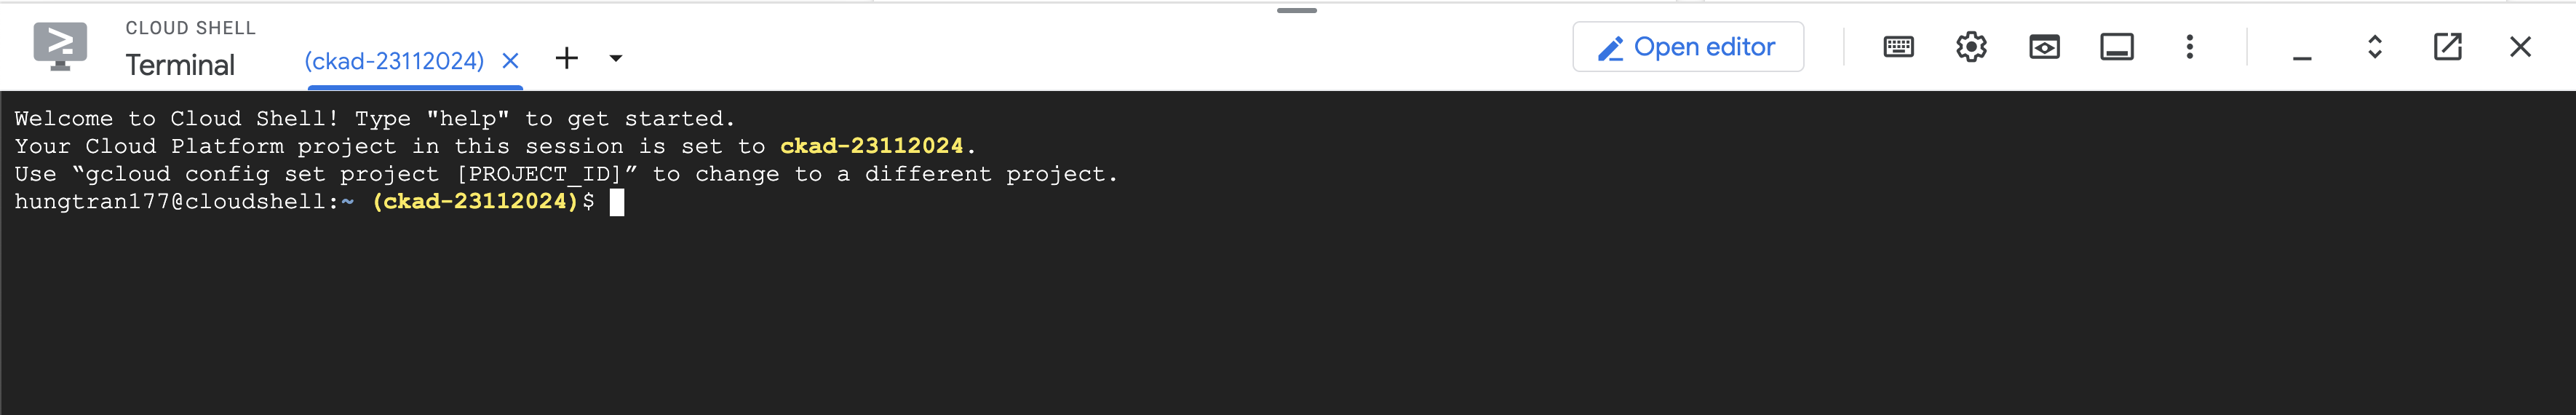 CLOUD SHELL
Terminal
(ckad-23112024)
Open editor
Welcome to Cloud Shell! Type "help" to get started.
Your Cloud Platform project in this session is set to ckad-23112024.
Use “gcloud config set project [PROJECT_ID]” to change to a different project.
hungtran177@cloudshell:~ (ckad-23112024)$